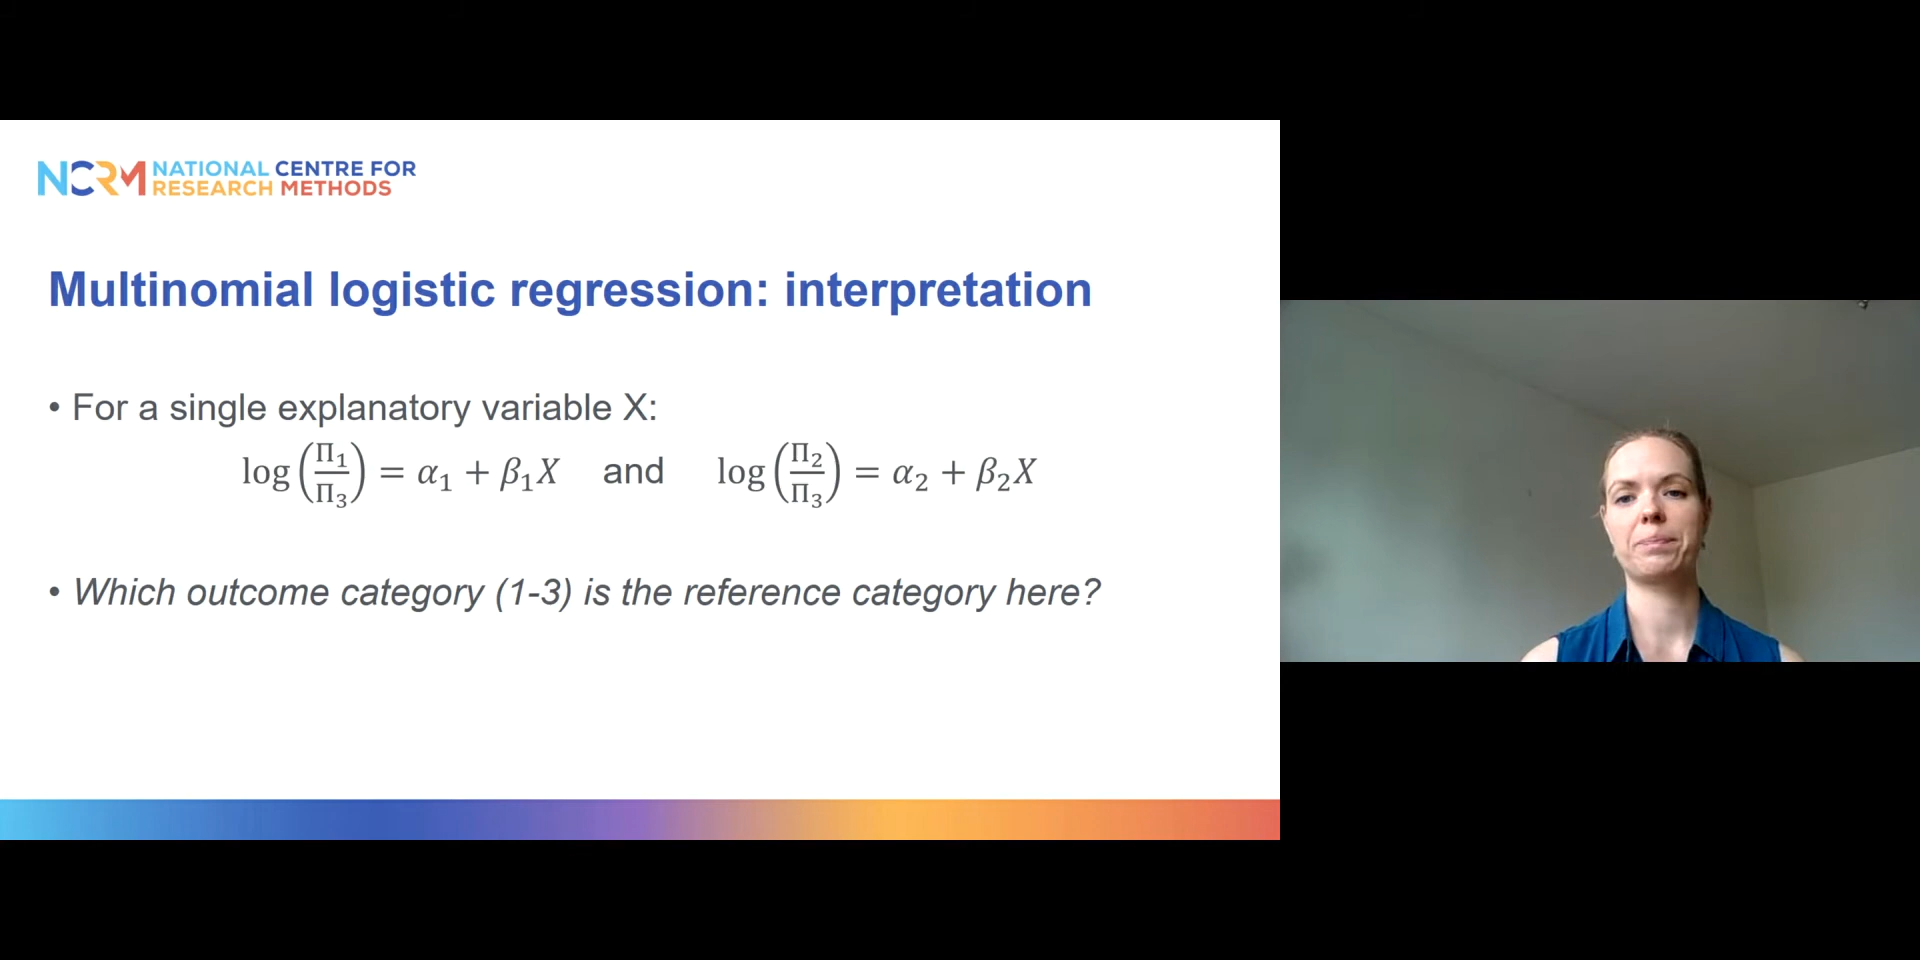 NCRM NATIONAL CENTRE FOR
RESEARCH METHODS
Multinomial logistic regression: interpretation
• For a single explanatory variable X:
log(Π₁/Π₃) = α₁ + β₁X and log(Π₂/Π₃) = α₂ + β₂X
• Which outcome category (1-3) is the reference category here?